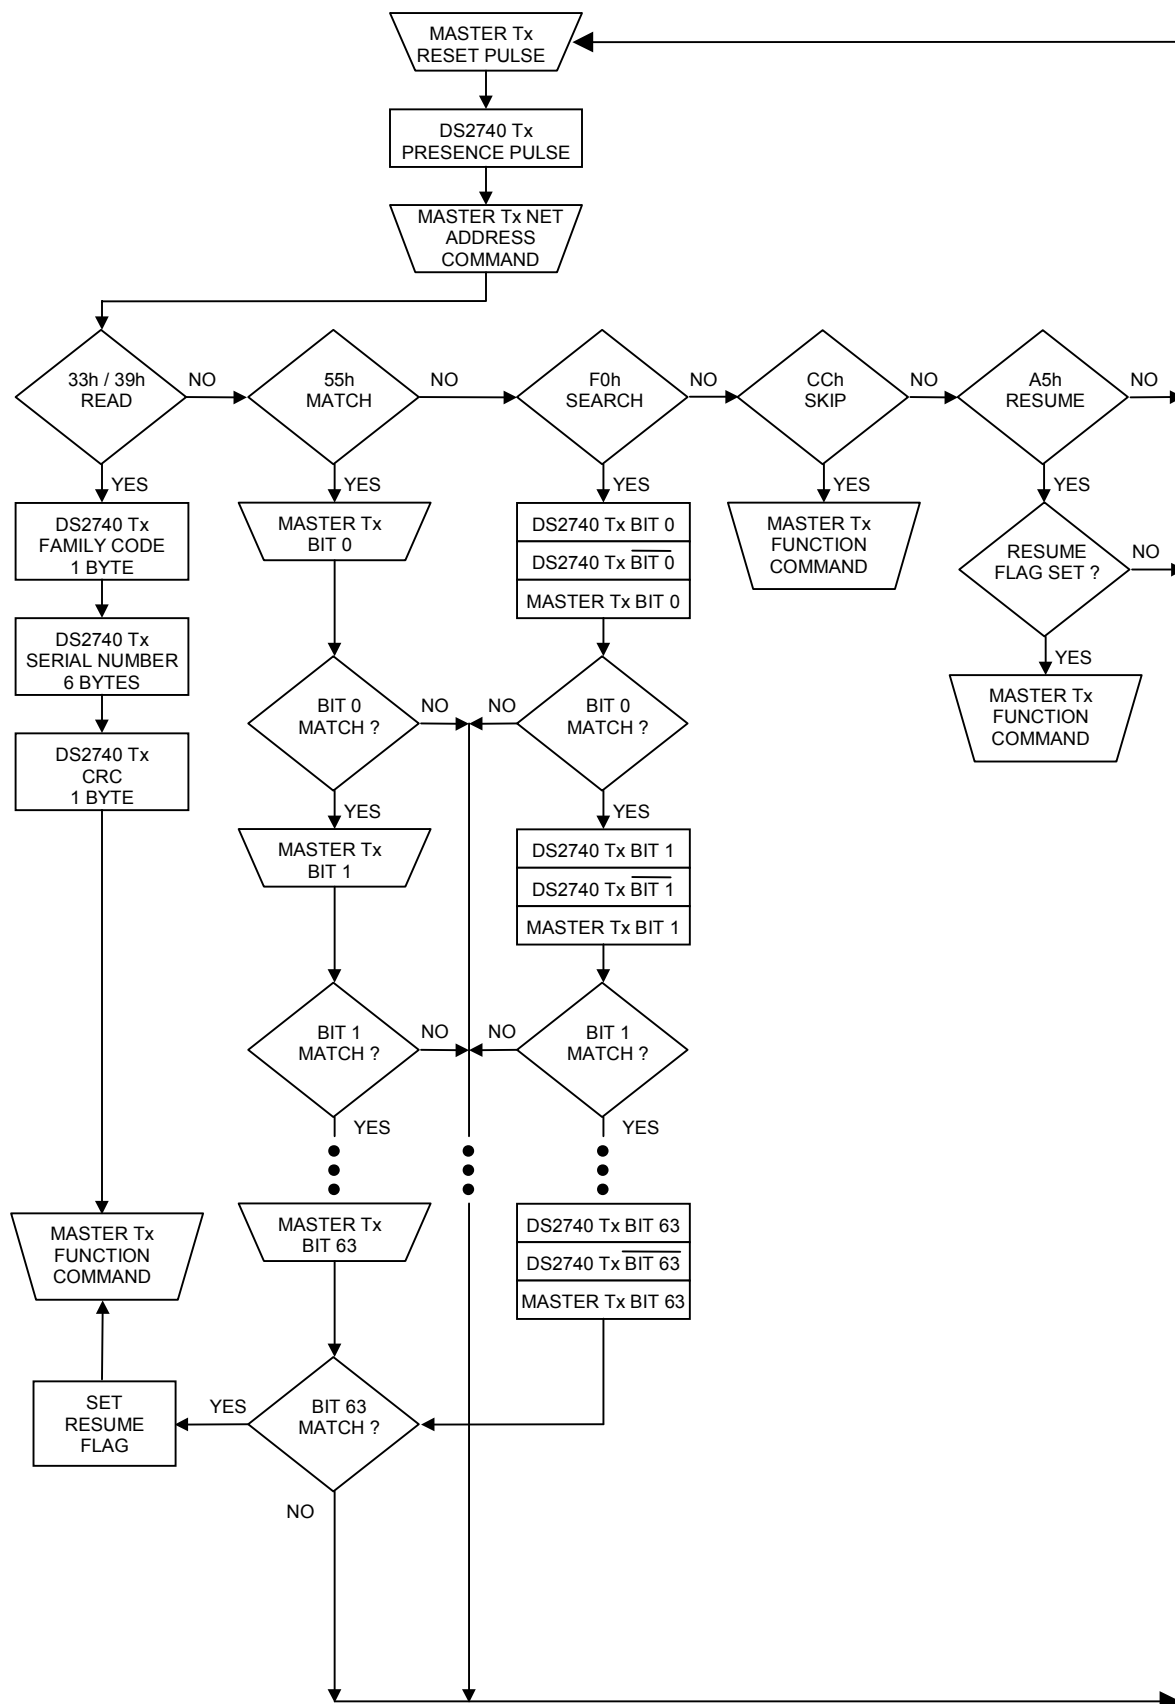 MASTER Tx
RESET PULSE
DS2740 Tx
PRESENCE PULSE
MASTER Tx NET
ADDRESS
COMMAND
33h / 39h
READ
NO
55h
MATCH
NO
F0h
SEARCH
NO
CCh
SKIP
NO
A5h
RESUME
NO
YES
YES
YES
YES
YES
DS2740 Tx
FAMILY CODE
1 BYTE
MASTER Tx
BIT 0
DS2740 Tx BIT 0
DS2740 Tx B̅I̅T̅ ̅0̅
MASTER Tx BIT 0
MASTER Tx
FUNCTION
COMMAND
RESUME
FLAG SET ?
NO
YES
DS2740 Tx
SERIAL NUMBER
6 BYTES
BIT 0
MATCH ?
NO
NO
BIT 0
MATCH ?
MASTER Tx
FUNCTION
COMMAND
DS2740 Tx
CRC
1 BYTE
YES
YES
MASTER Tx
BIT 1
DS2740 Tx BIT 1
DS2740 Tx B̅I̅T̅ ̅1̅
MASTER Tx BIT 1
BIT 1
MATCH ?
NO
NO
BIT 1
MATCH ?
YES
YES
MASTER Tx
FUNCTION
COMMAND
MASTER Tx
BIT 63
DS2740 Tx BIT 63
DS2740 Tx B̅I̅T̅ ̅6̅3̅
MASTER Tx BIT 63
SET
RESUME
FLAG
YES
BIT 63
MATCH ?
NO